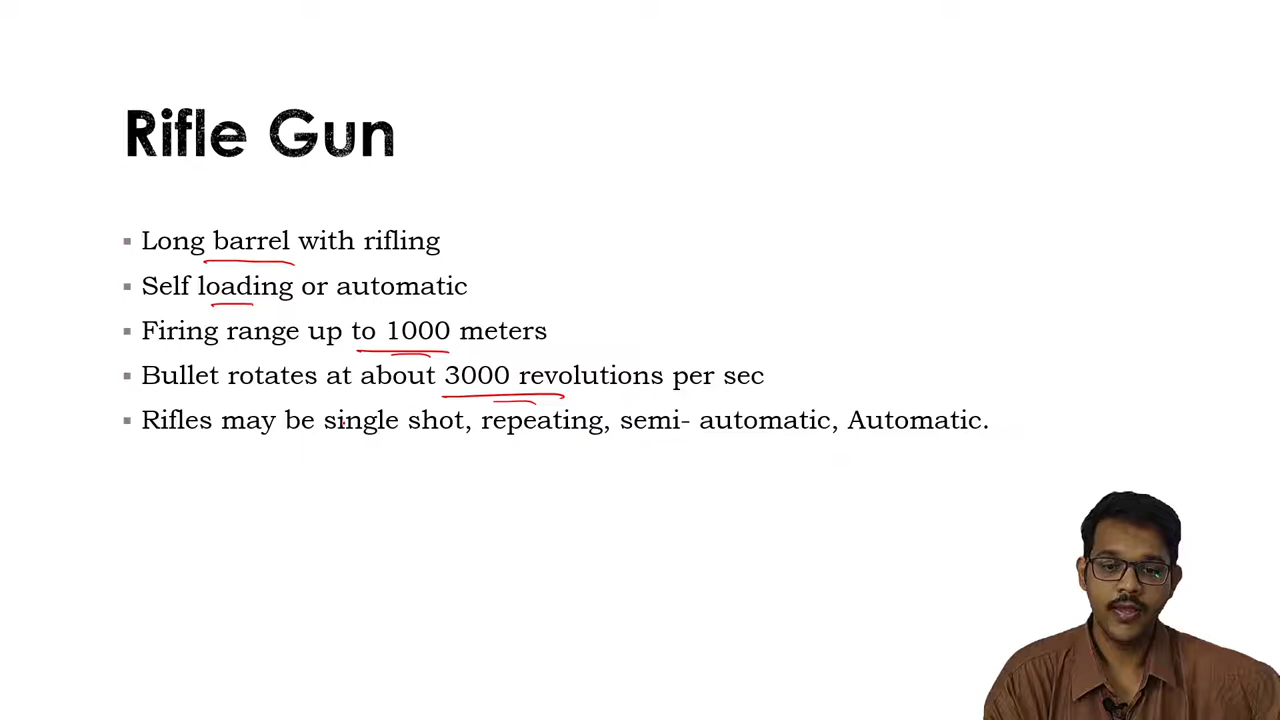 Rifle Gun
Long barrel with rifling
Self loading or automatic
Firing range up to 1000 meters
Bullet rotates at about 3000 revolutions per sec
Rifles may be single shot, repeating, semi- automatic, Automatic.